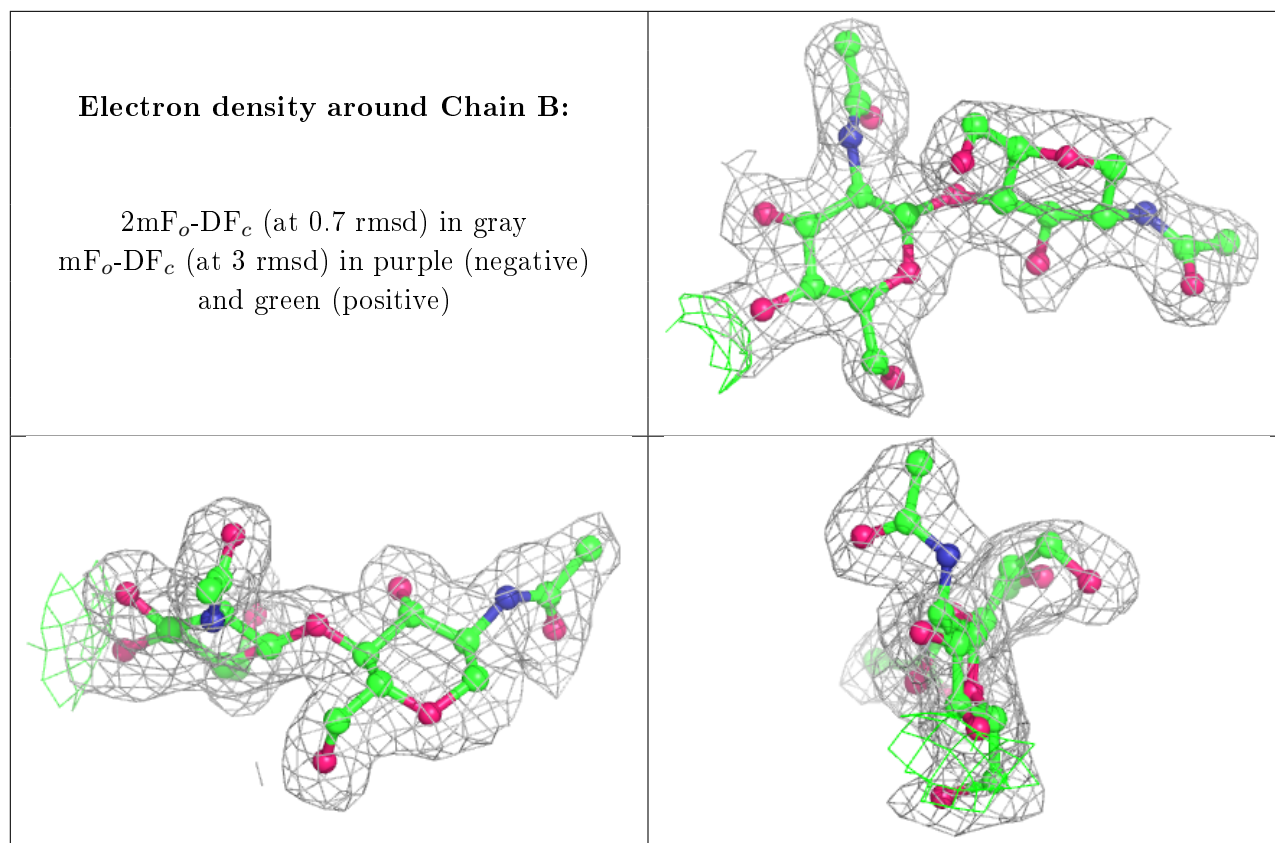 Electron density around Chain B:
2mFₒ-DF𝒸 (at 0.7 rmsd) in gray
mFₒ-DF𝒸 (at 3 rmsd) in purple (negative)
and green (positive)